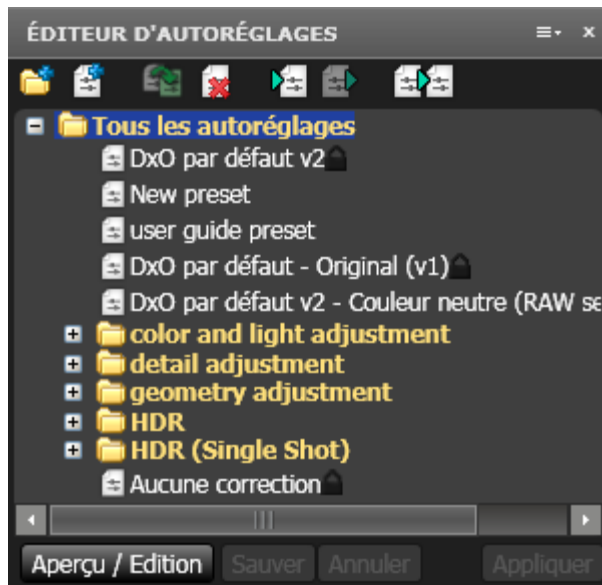 ÉDITEUR D'AUTORÉGLAGES
Tous les autoréglages
DxO par défaut v2
New preset
user guide preset
DxO par défaut - Original (v1)
DxO par défaut v2 - Couleur neutre (RAW se
color and light adjustment
detail adjustment
geometry adjustment
HDR
HDR (Single Shot)
Aucune correction
Aperçu / Edition Sauver Annuler Appliquer